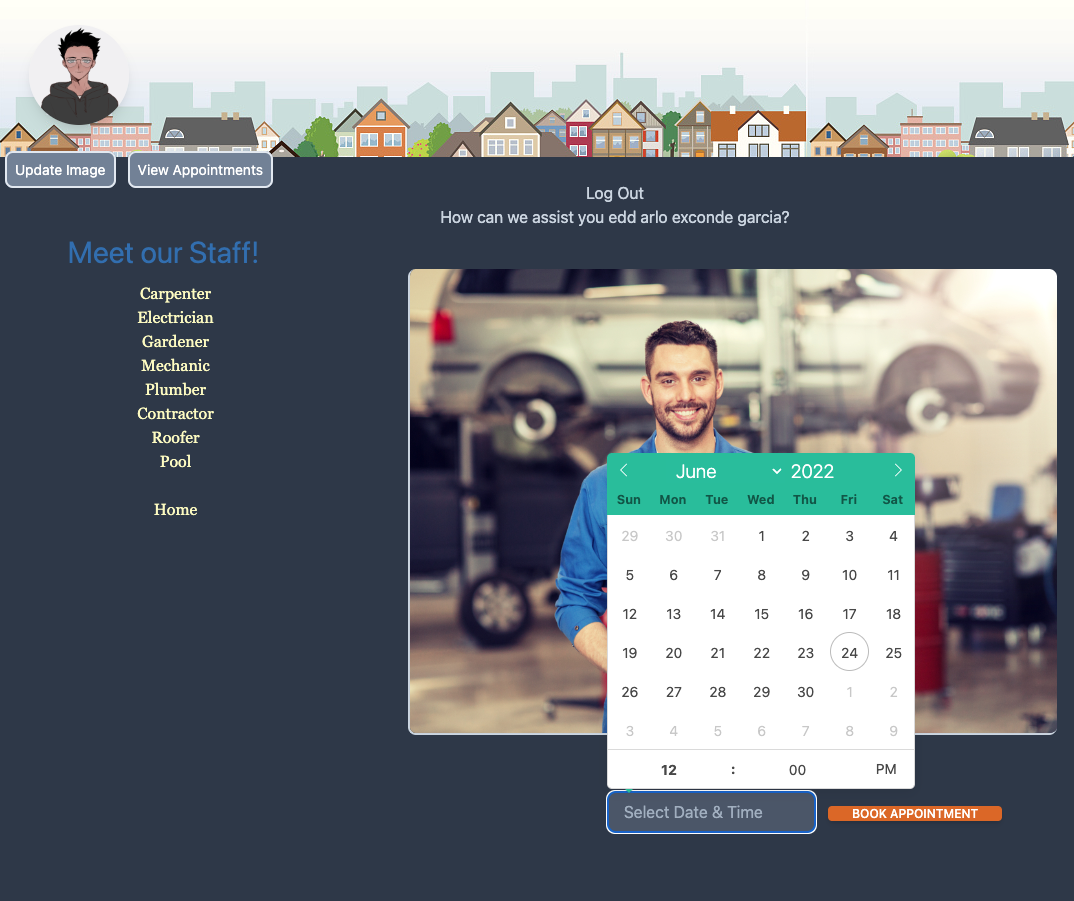 Update Image
View Appointments
Log Out
How can we assist you edd arlo exconde garcia?
Meet our Staff!
Carpenter
Electrician
Gardener
Mechanic
Plumber
Contractor
Roofer
Pool
Home
June 2022
Sun Mon Tue Wed Thu Fri Sat
29 30 31 1 2 3 4
5 6 7 8 9 10 11
12 13 14 15 16 17 18
19 20 21 22 23 24 25
26 27 28 29 30 1 2
3 4 5 6 7 8 9
12 : 00 PM
Select Date & Time
BOOK APPOINTMENT